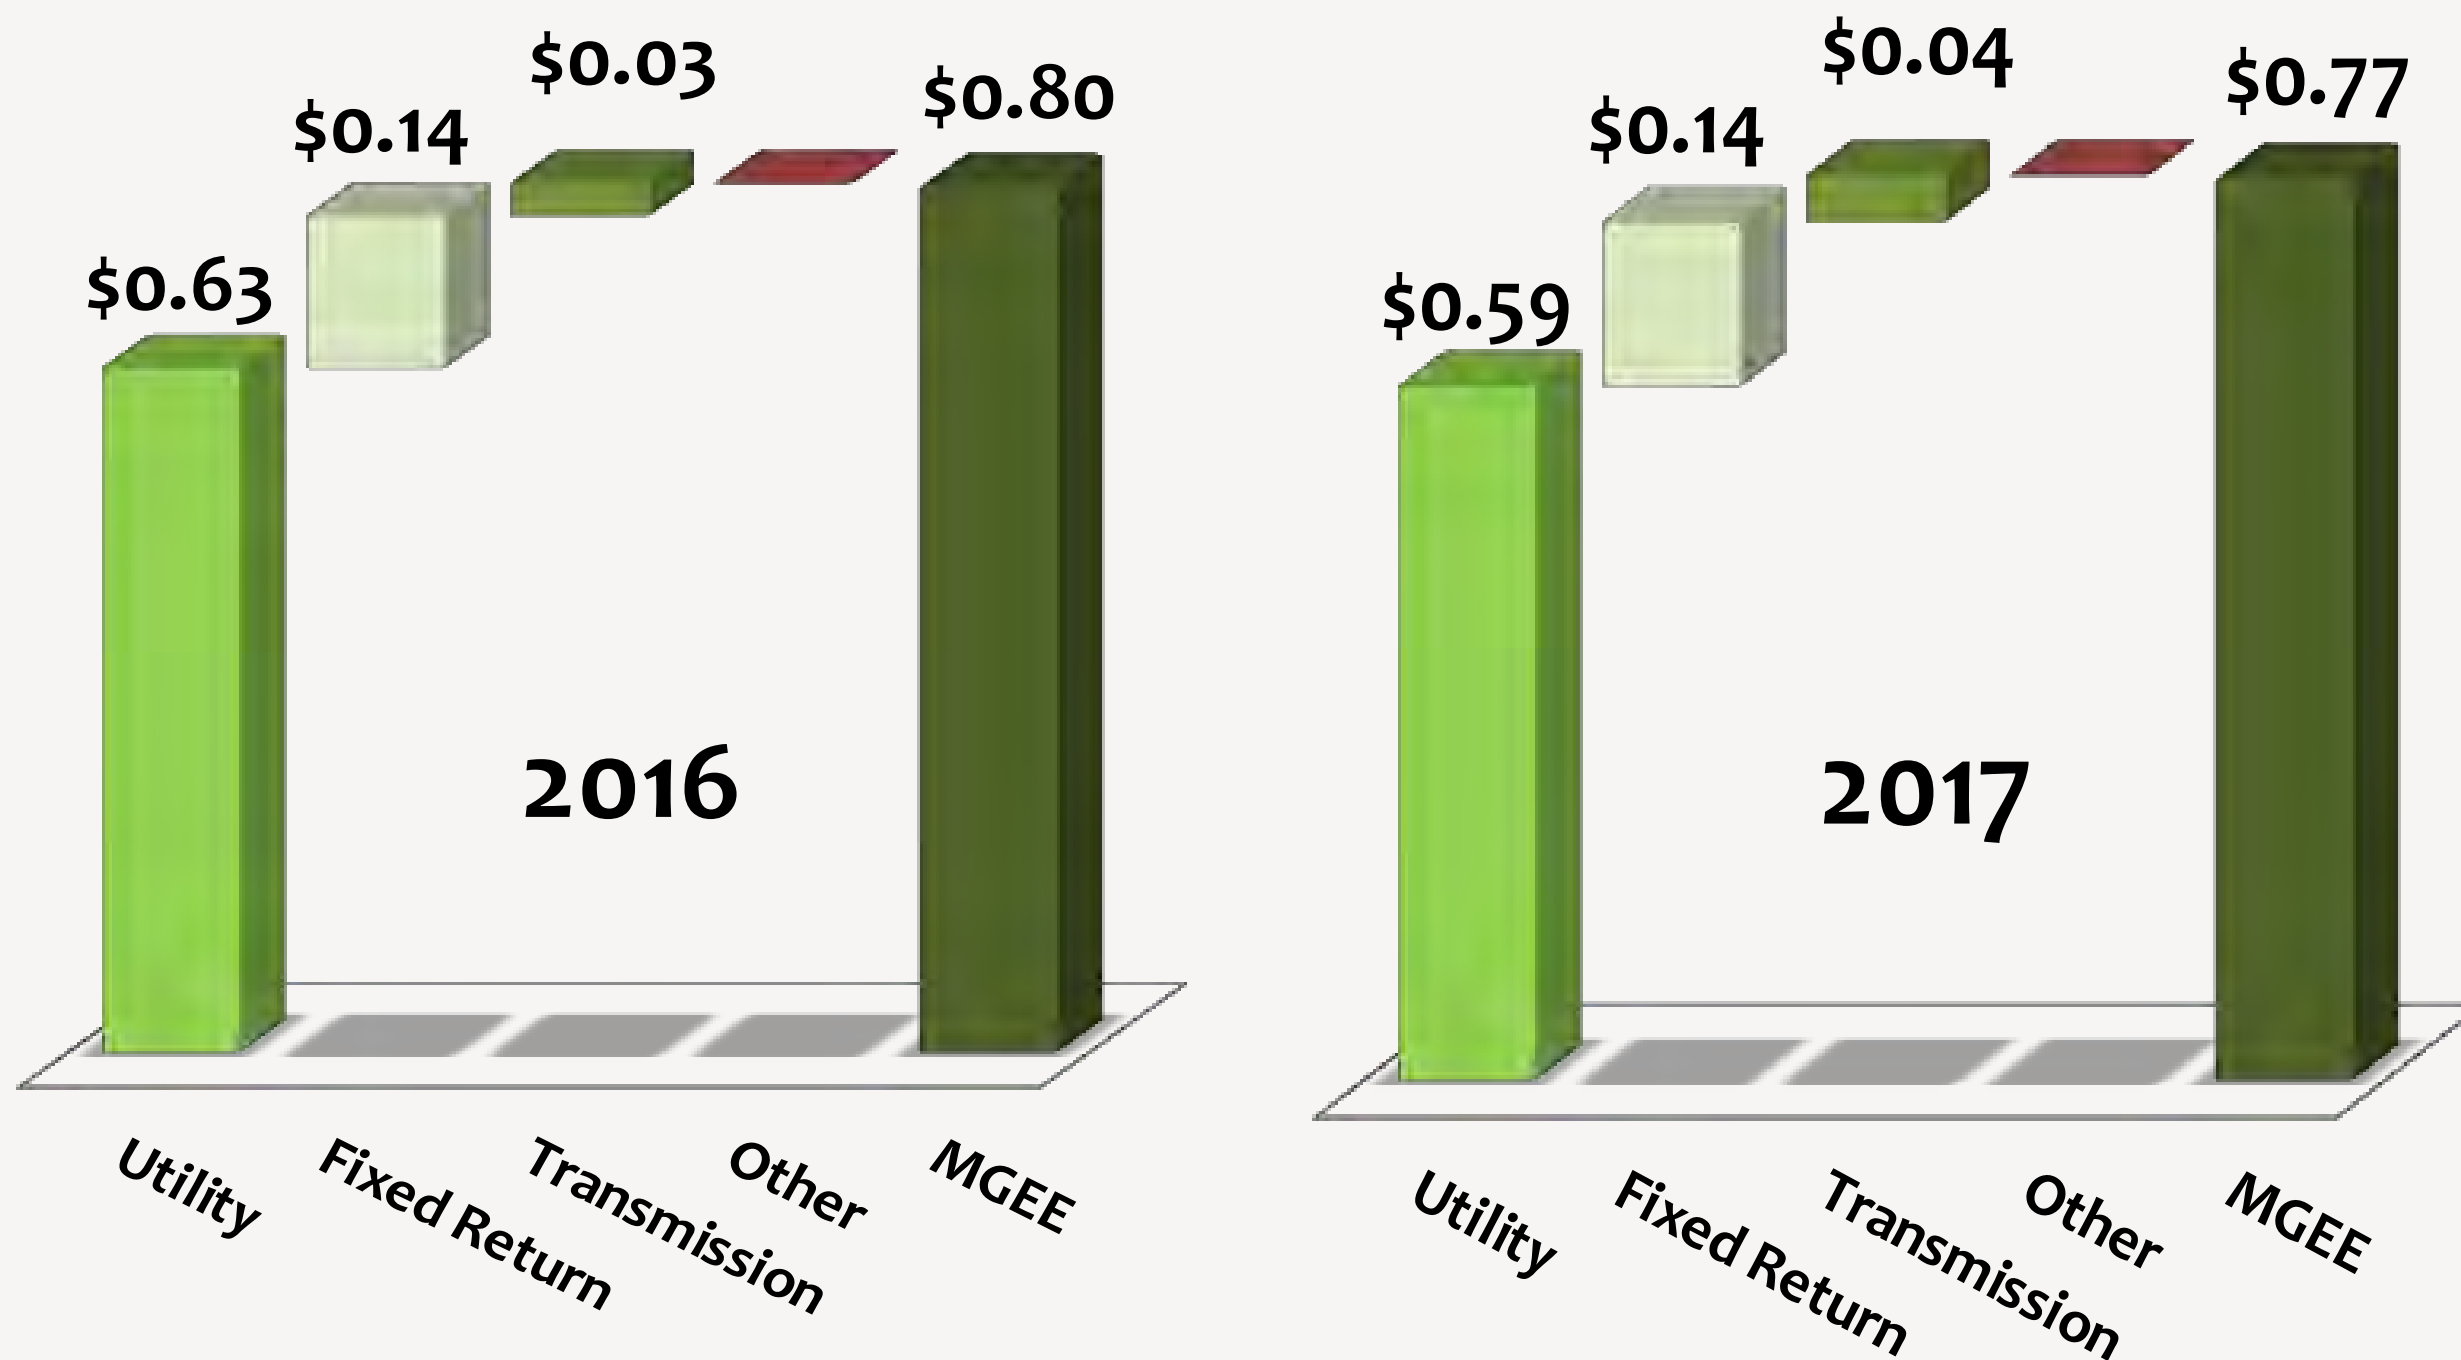 $0.63
$0.14
$0.03
$0.80
2016
Utility
Fixed Return
Transmission
Other
MGEE
$0.59
$0.14
$0.04
$0.77
2017
Utility
Fixed Return
Transmission
Other
MGEE